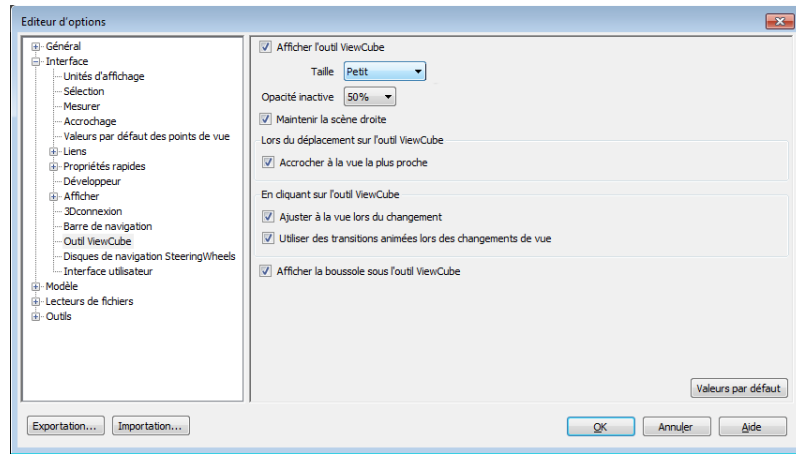 Editeur d'options
Général
Interface
Unités d'affichage
Sélection
Mesurer
Accrochage
Valeurs par défaut des points de vue
Liens
Propriétés rapides
Développeur
Afficher
3Dconnexion
Barre de navigation
Outil ViewCube
Disques de navigation SteeringWheels
Interface utilisateur
Modèle
Lecteurs de fichiers
Outils
Afficher l'outil ViewCube
Taille Petit
Opacité inactive 50%
Maintenir la scène droite
Lors du déplacement sur l'outil ViewCube
Accrocher à la vue la plus proche
En cliquant sur l'outil ViewCube
Ajuster à la vue lors du changement
Utiliser des transitions animées lors des changements de vue
Afficher la boussole sous l'outil ViewCube
Valeurs par défaut
Exportation... Importation... OK Annuler Aide